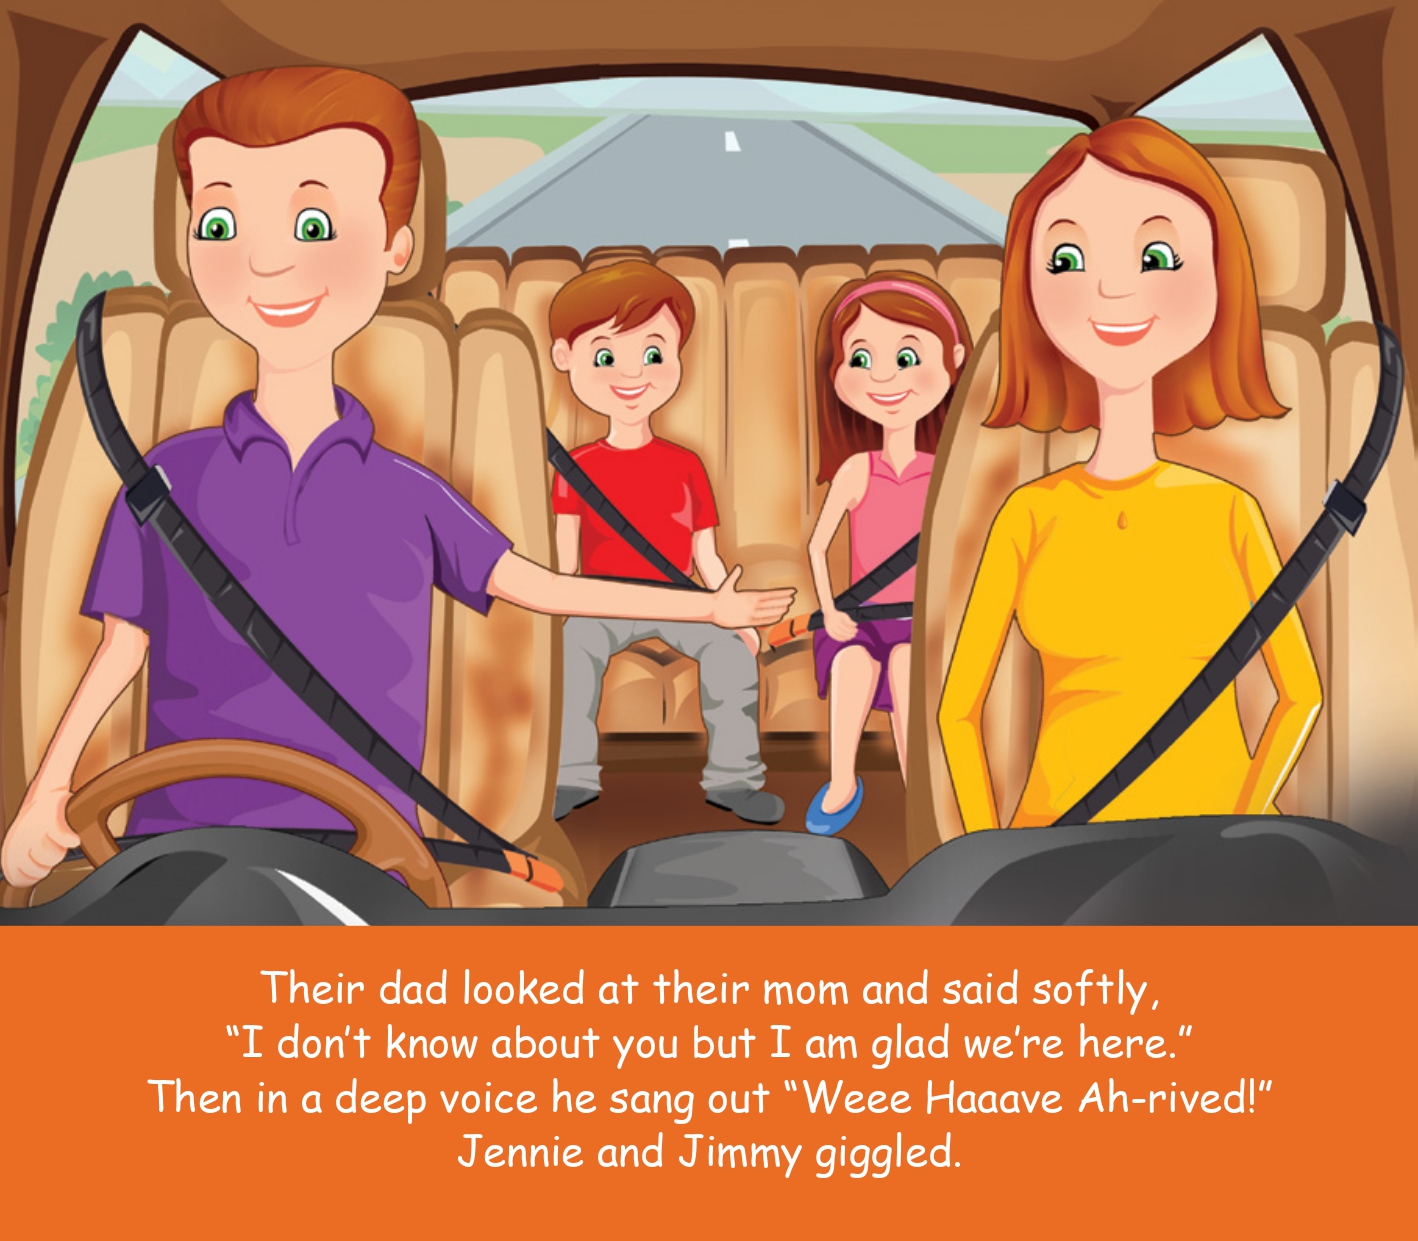 Their dad looked at their mom and said softly,
“I don’t know about you but I am glad we’re here.”
Then in a deep voice he sang out “Weee Haaave Ah-rived!”
Jennie and Jimmy giggled.